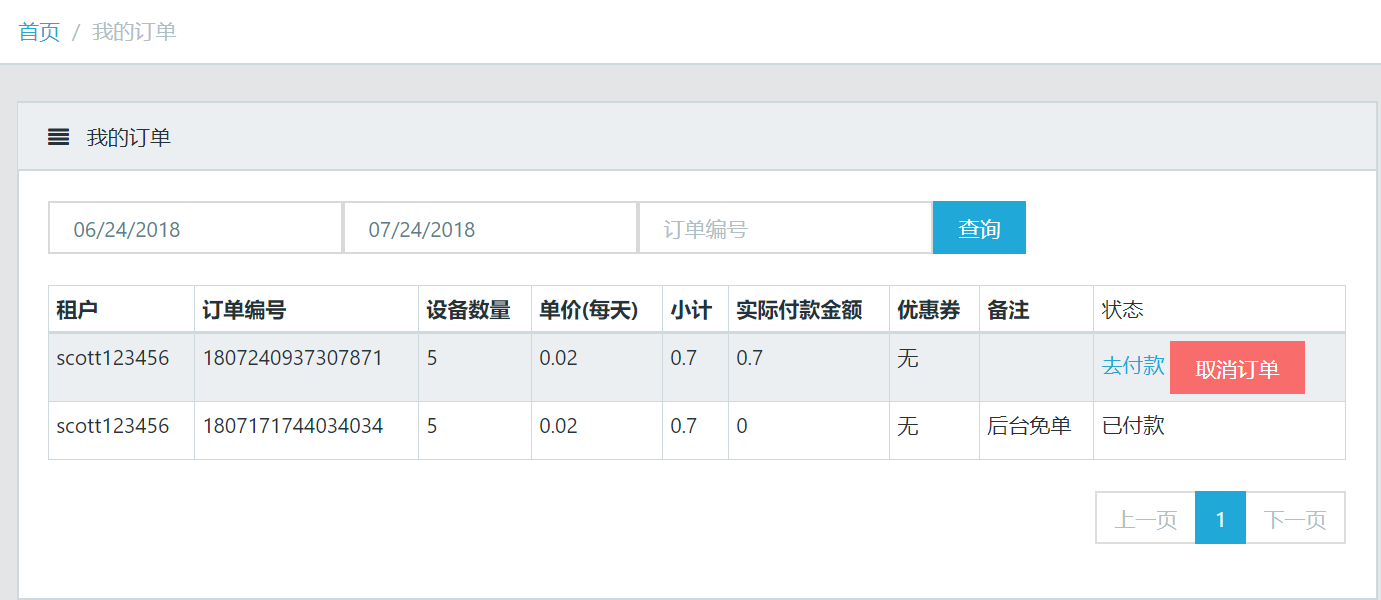 首页 / 我的订单
我的订单
06/24/2018 07/24/2018 订单编号 查询
租户 订单编号 设备数量 单价(每天) 小计 实际付款金额 优惠券 备注 状态
scott123456 1807240937307871 5 0.02 0.7 0.7 无 去付款 取消订单
scott123456 1807171744034034 5 0.02 0.7 0 无 后台免单 已付款
上一页 1 下一页